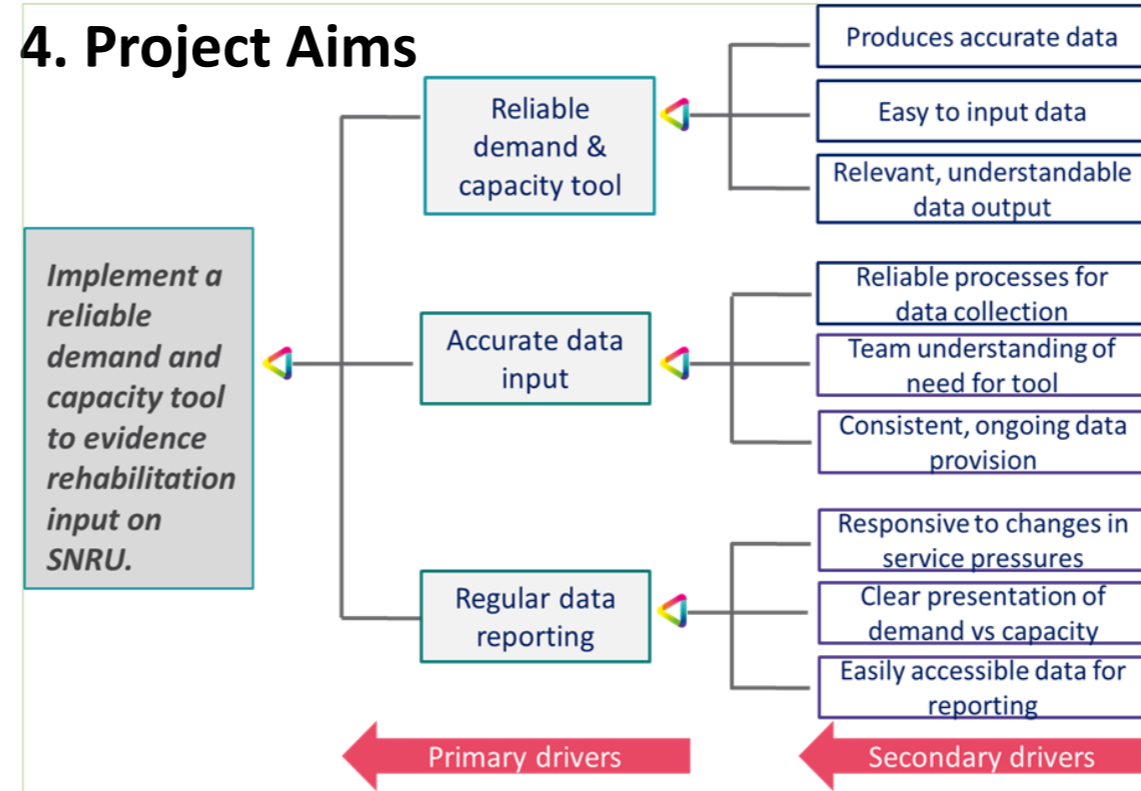 4. Project Aims
Implement a
reliable
demand and
capacity tool
to evidence
rehabilitation
input on
SNRU.
Reliable
demand &
capacity tool
Produces accurate data
Easy to input data
Relevant, understandable
data output
Accurate data
input
Reliable processes for
data collection
Team understanding of
need for tool
Consistent, ongoing data
provision
Regular data
reporting
Responsive to changes in
service pressures
Clear presentation of
demand vs capacity
Easily accessible data for
reporting
Primary drivers
Secondary drivers